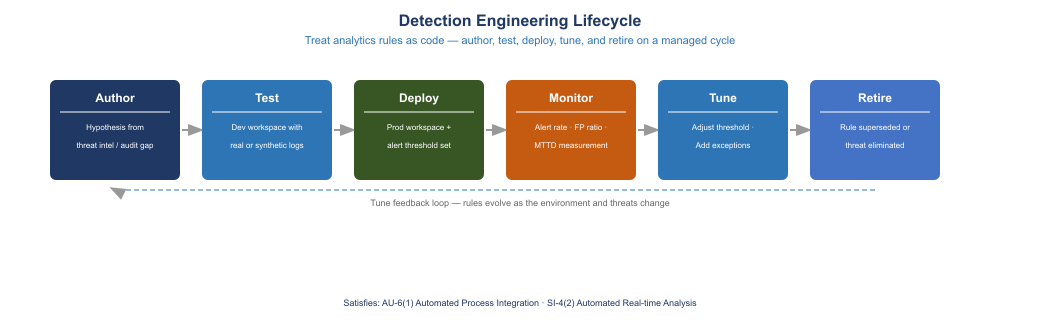 Detection Engineering Lifecycle
Treat analytics rules as code — author, test, deploy, tune, and retire on a managed cycle
Author
Hypothesis from
threat intel / audit gap
Test
Dev workspace with
real or synthetic logs
Deploy
Prod workspace +
alert threshold set
Monitor
Alert rate · FP ratio ·
MTTD measurement
Tune
Adjust threshold ·
Add exceptions
Retire
Rule superseded or
threat eliminated
Tune feedback loop — rules evolve as the environment and threats change
Satisfies: AU-6(1) Automated Process Integration · SI-4(2) Automated Real-time Analysis